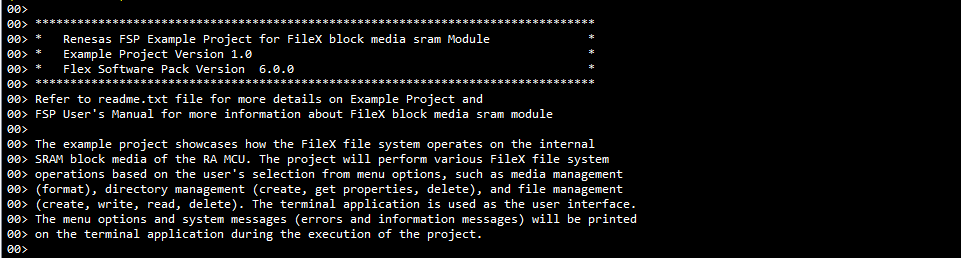 00>
00> ********************************************************************************
00> *   Renesas FSP Example Project for FileX block media sram Module              *
00> *   Example Project Version 1.0                                                *
00> *   Flex Software Pack Version  6.0.0                                          *
00> ********************************************************************************
00> Refer to readme.txt file for more details on Example Project and
00> FSP User's Manual for more information about FileX block media sram module
00>
00> The example project showcases how the FileX file system operates on the internal
00> SRAM block media of the RA MCU. The project will perform various FileX file system
00> operations based on the user's selection from menu options, such as media management
00> (format), directory management (create, get properties, delete), and file management
00> (create, write, read, delete). The terminal application is used as the user interface.
00> The menu options and system messages (errors and information messages) will be printed
00> on the terminal application during the execution of the project.
00>